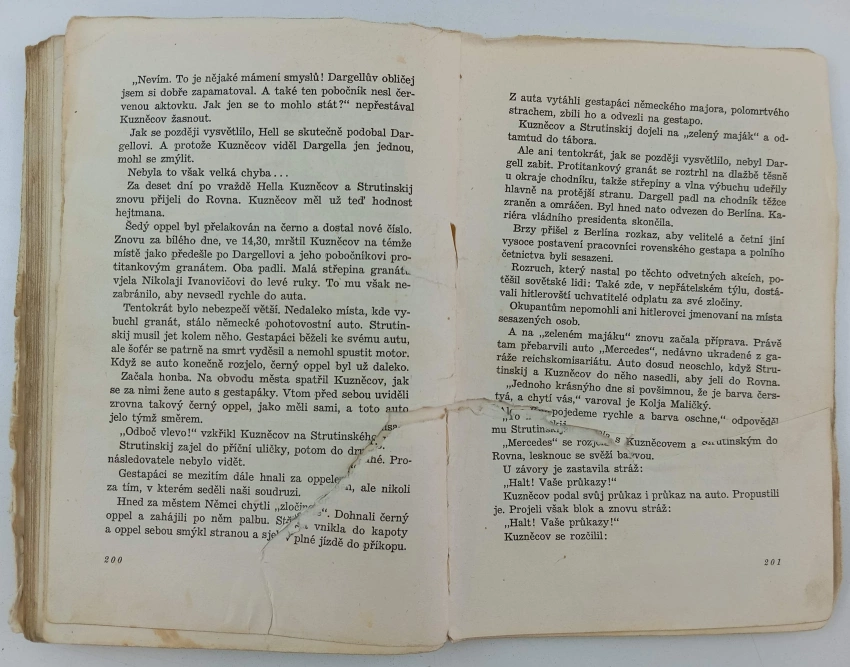 „Nevím. To je nějaké mámení smyslů! Dargellův obličej
jsem si dobře zapamatoval. A také ten pobočník nesl čer-
venou aktovku. Jak jen se to mohlo stát?“ nepřestával
Kuzněcov žasnout.
Jak se později vysvětlilo, Hell se skutečně podobal Dar-
gellovi. A protože Kuzněcov viděl Dargella jen jednou,
mohl se zmýlit.
Nebyla to však velká chyba...
Za deset dní po vraždě Hella Kuzněcov a Strutinskij
znovu přijeli do Rovna. Kuzněcov měl už teď hodnost
hejtmana.
Šedý oppel byl přelakován na černo a dostal nové číslo.
Znovu za bílého dne, ve 14,30, mrštil Kuzněcov na témže
místě jako předešle po Dargellovi a jeho pobočníkovi pro-
titankovým granátem. Oba padli. Malá střepina granátu
vjela Nikolaji Ivanovičovi do levé ruky. To mu však ne-
zabránilo, aby nevsedl rychle do auta.
Tentokrát bylo nebezpečí větší. Nedaleko místa, kde vy-
buchl granát, stálo německé pohotovostní auto. Strutin-
skij musil jet kolem něho. Gestapáci běželi ke svému autu,
ale šofér se patrně na smrt vyděsil a nemohl spustit motor.
Když se auto konečně rozjelo, černý oppel byl už daleko.
Začala honba. Na obvodu města spatřil Kuzněcov, jak
se za nimi žene auto s gestapáky. Vtom před sebou uviděli
zrovna takový černý oppel, jako měli sami, a toto auto
jelo týmž směrem.
„Odboč vlevo!“ vzkřikl Kuzněcov na Strutinského
Strutinskij zajel do příční uličky, potom do Pro-
následovatele nebylo vidět.
Gestapáci se mezitím dále hnali za ale nikoli
za tím, v kterém seděli naši soudruzi.
Hned za městem Němci chýtli Dohnali černý
oppel a zahájili po něm palbu. vnikla do kapoty
a oppel sebou smýkl stranou a plné jízdě do příkopu.
200
Z auta vytáhli gestapáci německého majora, polomrtvého
strachem, zbili ho a odvezli na gestapo.
Kuzněcov a Strutinskij dojeli na „zelený maják“ a od-
tamtud do tábora.
Ale ani tentokrát, jak se později vysvětlilo, nebyl Dar-
gell zabit. Protitankový granát se roztrhl na dlažbě těsně
u okraje chodníku, takže střepiny a vlna výbuchu udeřily
hlavně na protější stranu. Dargell padl na chodník těžce
zraněn a omráčen. Byl hned nato odvezen do Berlína. Ka-
riéra vládního presidenta skončila.
Brzy přišel z Berlína rozkaz, aby velitelé a četní jiní
vysoce postavení pracovníci rovenského gestapa a polního
četnictva byli sesazeni.
Rozruch, který nastal po těchto odvetných akcích, po-
těšil sovětské lidi: Také zde, v nepřátelském týlu, dostá-
vali hitlerovští uchvatitelé odplatu za své zločiny.
Okupantům nepomohli ani hitlerovci jmenovaní na místa
sesazených osob.
A na „zeleném majáku“ znovu začala příprava. Právě
tam přebarvili auto „Mercedes“, nedávno ukradené z ga-
ráže reichskomisariátu. Auto dosud neoschlo, když Stru-
tinskij a Kuzněcov do něho nasedli, aby jeli do Rovna.
„Jednoho krásnýho dne si povšimnou, že je barva čers-
tvá, a chytí vás,“ varoval je Kolja Maličký.
pojedeme rychle a barva oschne,“ odpověděl
mu
„Mercedes“ se s Kuzněcovem a do
Rovna, lesknouc se svěží barvou.
U závory je zastavila stráž:
„Halt! Vaše průkazy!“
Kuzněcov podal svůj průkaz i průkaz na auto. Propustili
je. Projeli však blok a znovu stráž:
„Halt! Vaše průkazy!“
Kuzněcov se rozčilil:
201